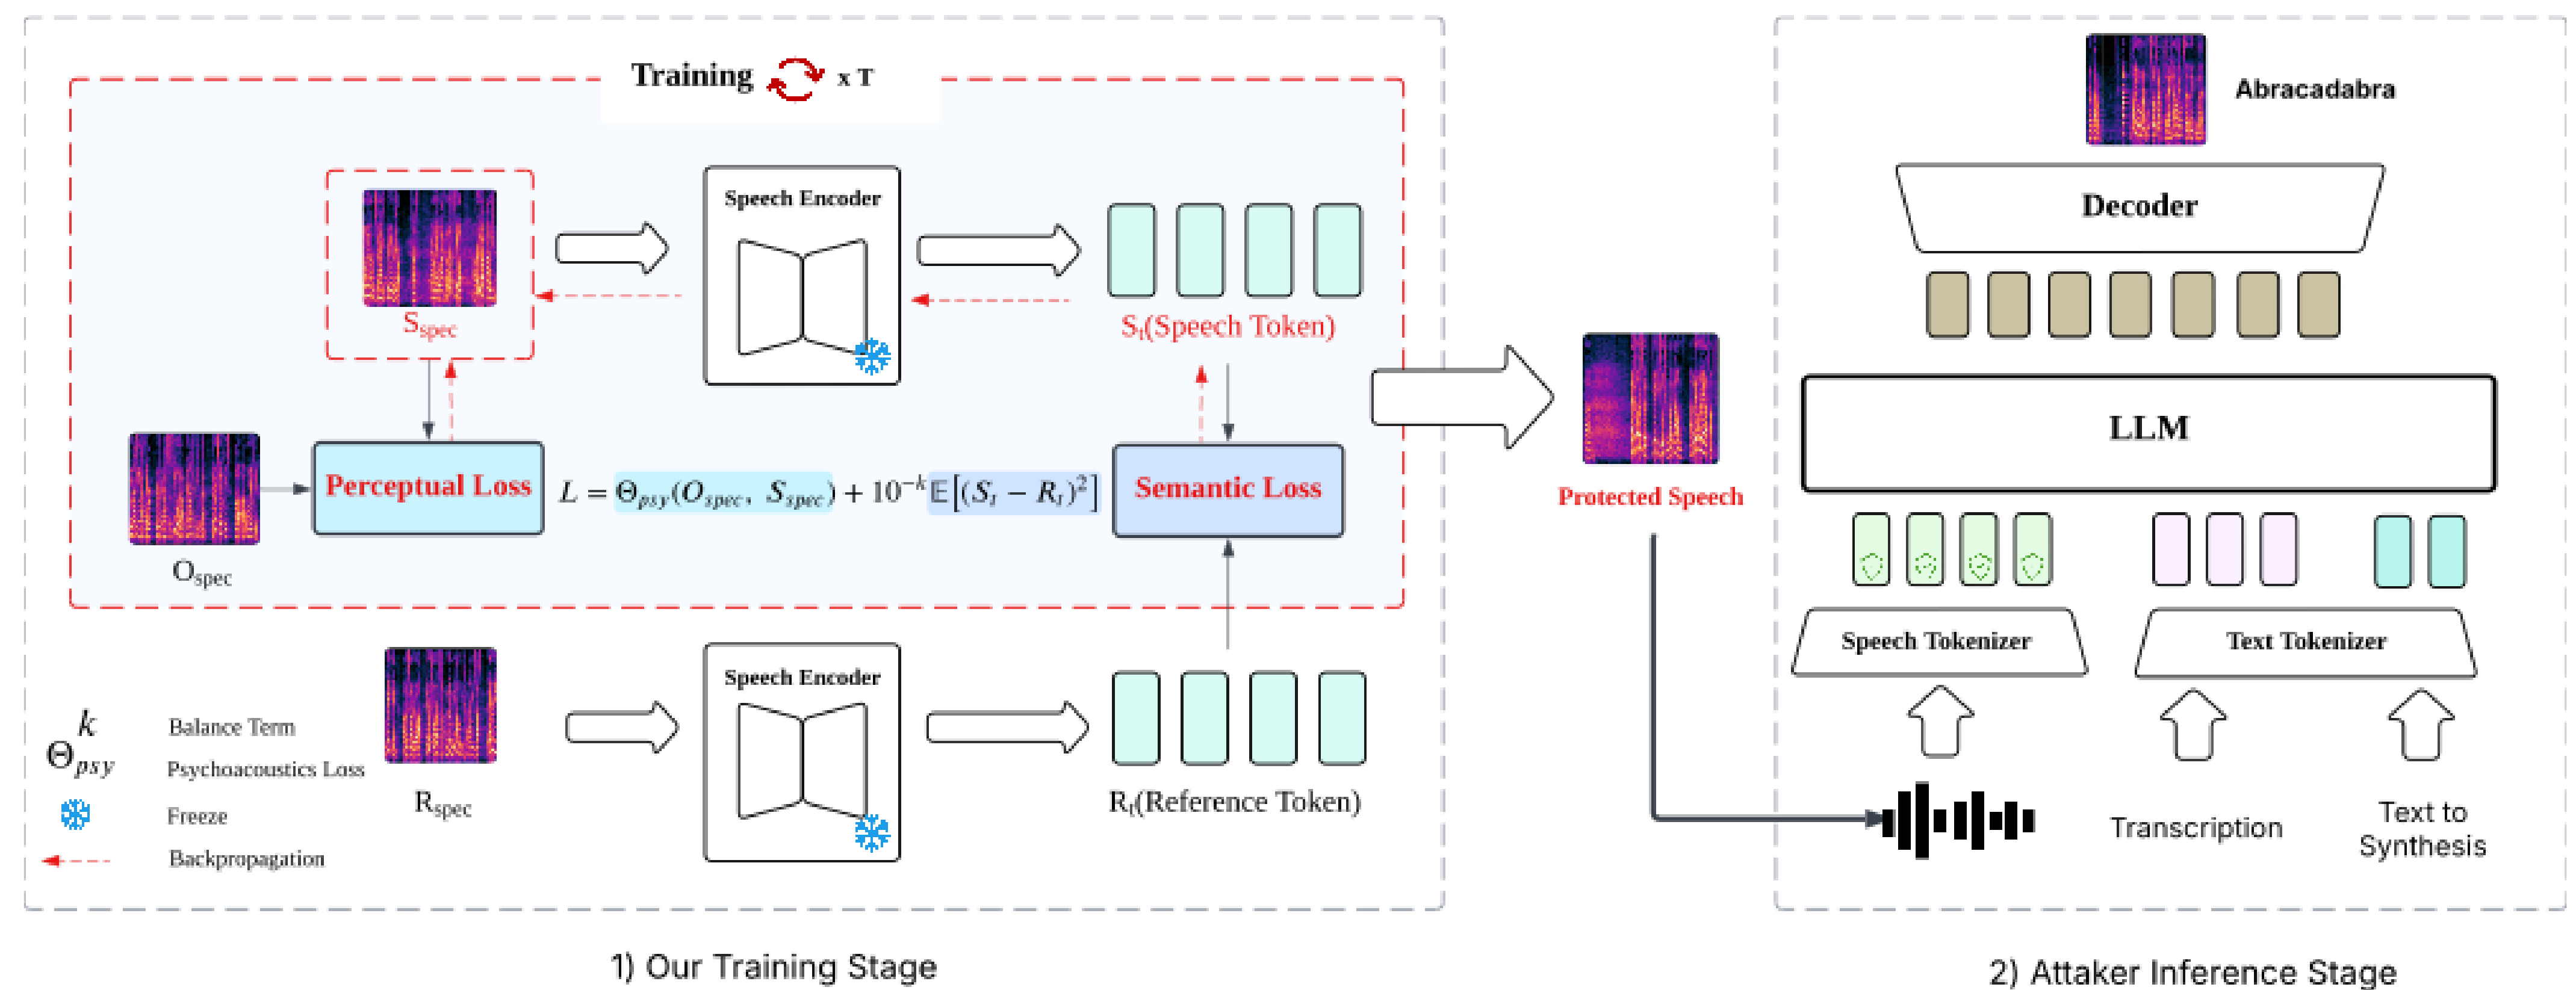 Training x T
Speech Encoder
S_spec
S_t(Speech Token)
Perceptual Loss
L = Θ_psy(O_spec, S_spec) + 10^{-k} 𝔼[(S_t − R_t)^2]
Semantic Loss
O_spec
Speech Encoder
R_spec
R_t(Reference Token)
k Balance Term
Θ_psy Psychoacoustics Loss
Freeze
Backpropagation
1) Our Training Stage
Protected Speech
Abracadabra
Decoder
LLM
Speech Tokenizer
Text Tokenizer
Transcription
Text to
Synthesis
2) Attaker Inference Stage